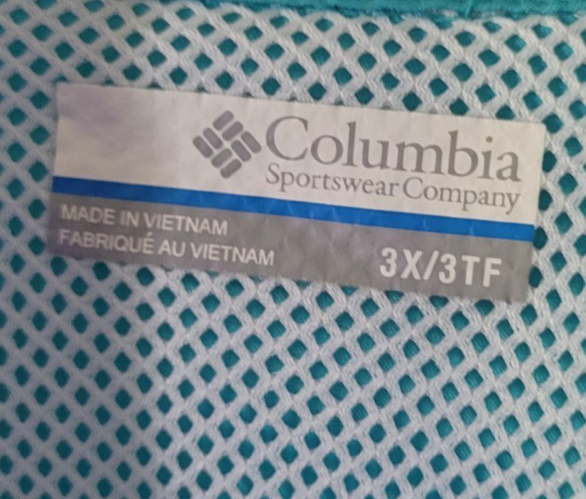 Columbia
Sportswear Company
MADE IN VIETNAM
FABRIQUÉ AU VIETNAM
3X/3TF